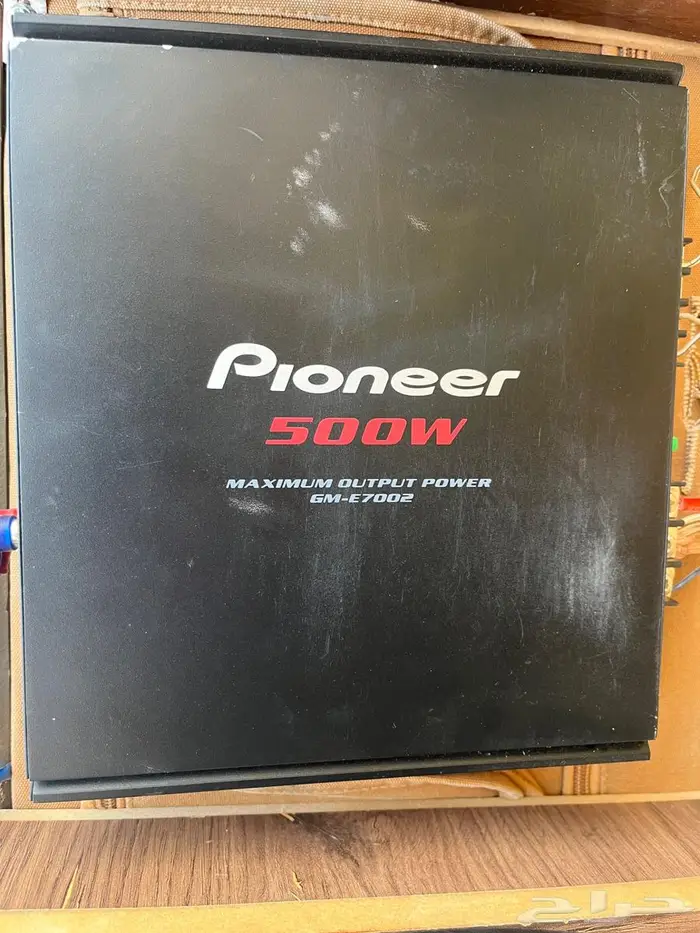 Pioneer
500W
MAXIMUM OUTPUT POWER
GM-E7002
حراج